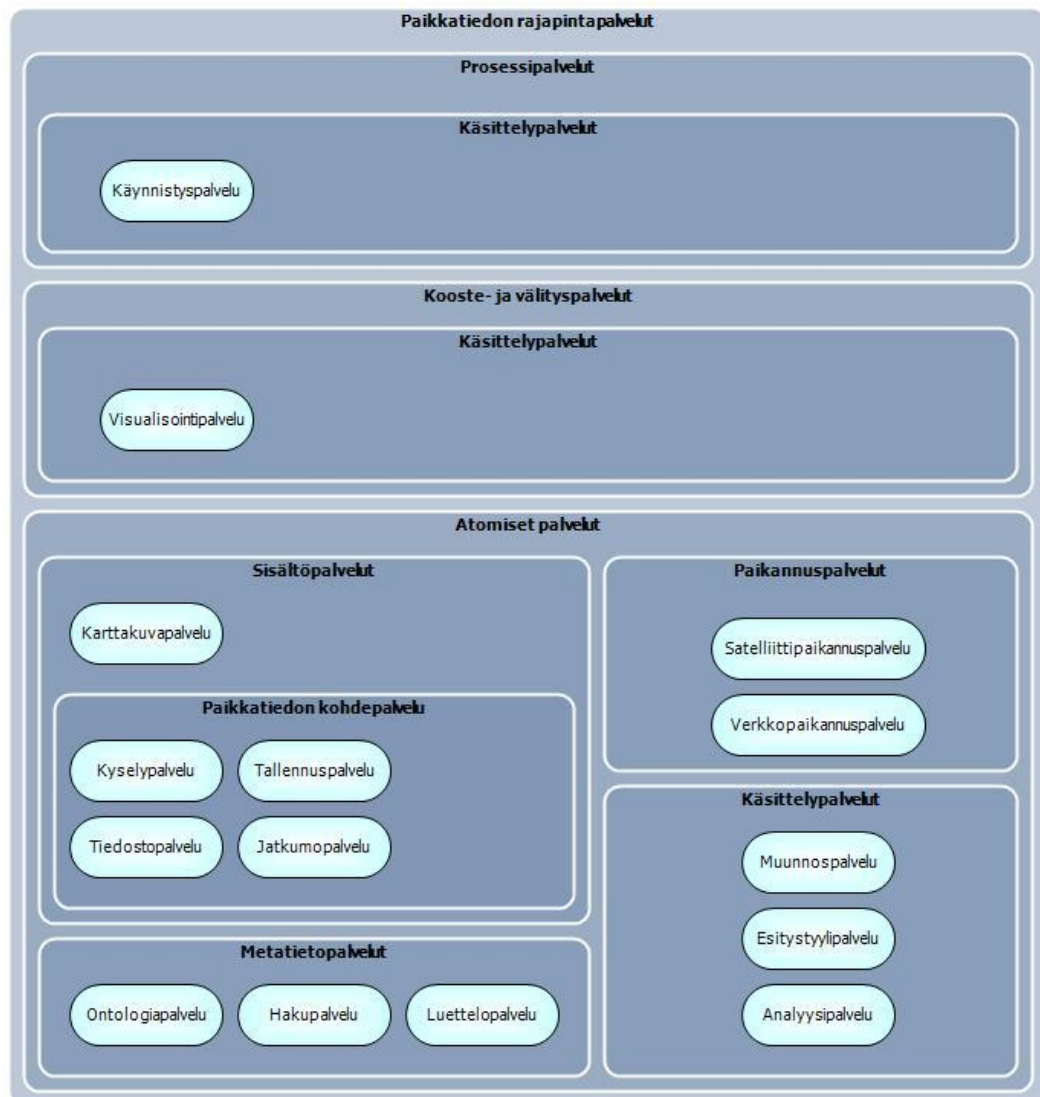 Paikkatiedon rajapintapalvelut
Prosessipalvelut
Käsittelypalvelut
Käynnistyspalvelu
Kooste- ja välityspalvelut
Käsittelypalvelut
Visualisointipalvelu
Atomiset palvelut
Sisältöpalvelut
Karttakuvapalvelu
Paikkatiedon kohdepalvelu
Kyselypalvelu
Tallennuspalvelu
Tiedostopalvelu
Jatkumopalvelu
Metatietopalvelut
Ontologiapalvelu
Hakupalvelu
Luettelopalvelu
Paikannuspalvelut
Satelliittipaikannuspalvelu
Verkkopaikannuspalvelu
Käsittelypalvelut
Muunnospalvelu
Esitystyylipalvelu
Analyysipalvelu